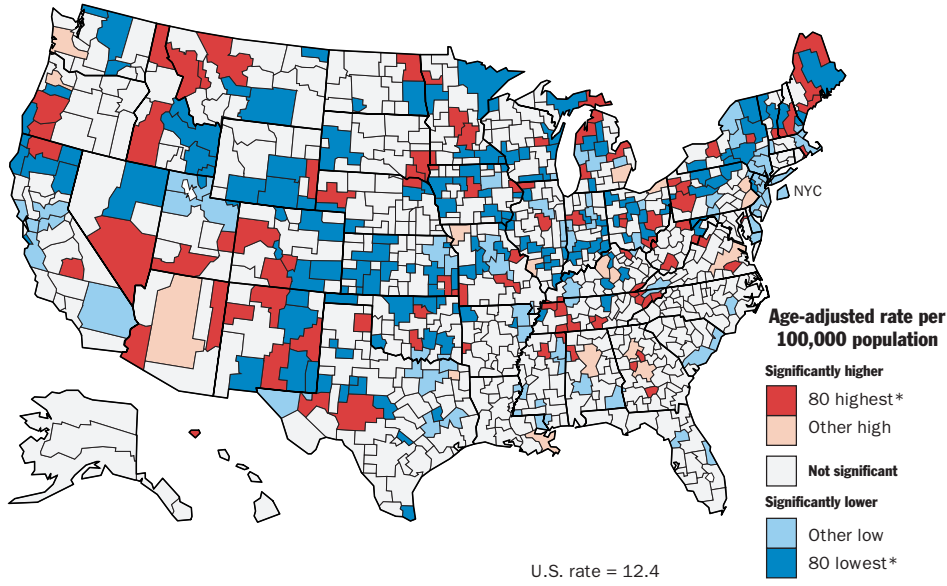 NYC
Age-adjusted rate per
100,000 population
Significantly higher
80 highest*
Other high
Not significant
Significantly lower
Other low
80 lowest*
U.S. rate = 12.4